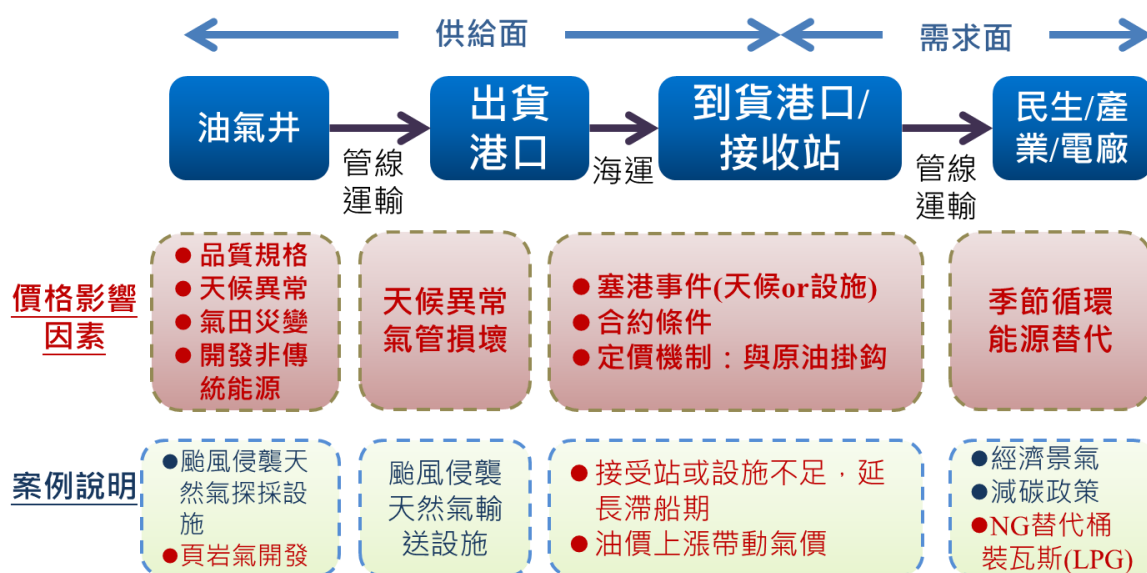 供給面
需求面
油氣井
出貨
港口
到貨港口/
接收站
民生/產
業/電廠
管線
運輸
海運
管線
運輸
價格影響
因素
●品質規格
●天候異常
●氣田災變
●開發非傳
統能源
天候異常
氣管損壞
●塞港事件(天候or設施)
●合約條件
●定價機制：與原油掛鈎
季節循環
能源替代
案例說明
●颱風侵襲天
然氣探採設
施
●頁岩氣開發
颱風侵襲
天然氣輸
送設施
●接受站或設施不足，延
長滯船期
●油價上漲帶動氣價
●經濟景氣
●減碳政策
●NG替代桶
裝瓦斯(LPG)